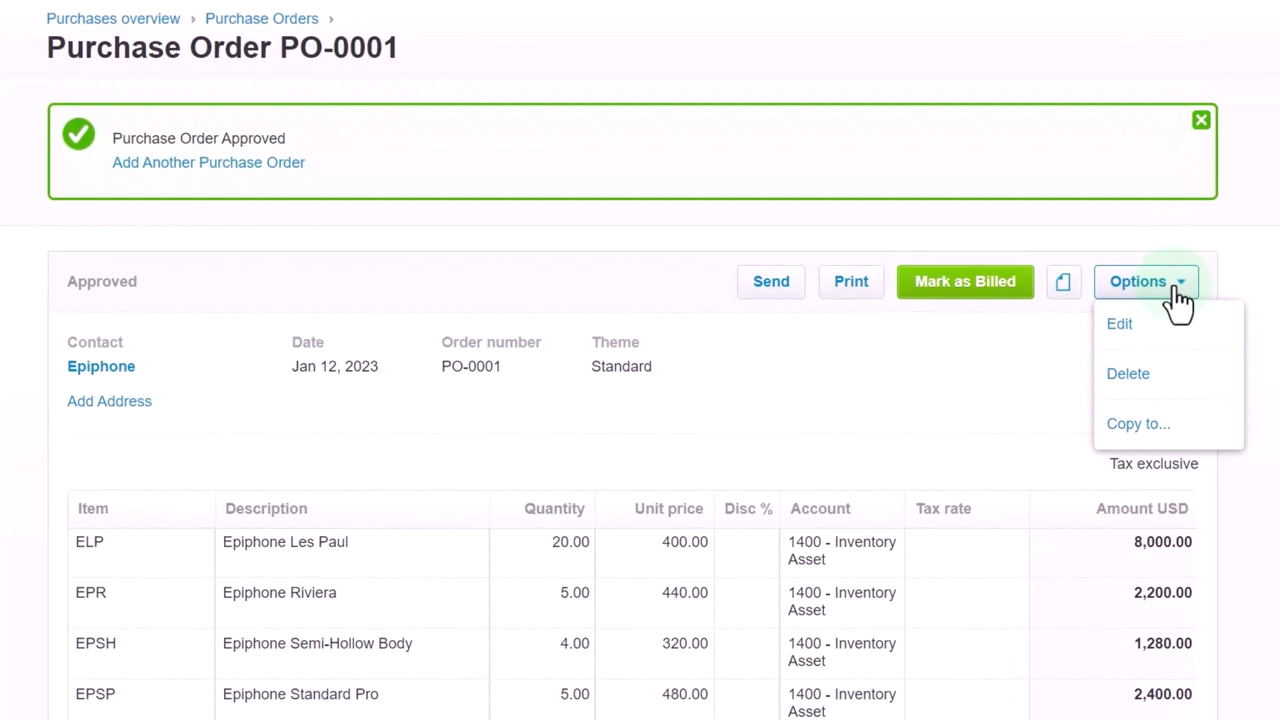 Purchases overview › Purchase Orders ›
Purchase Order PO-0001
Purchase Order Approved
Add Another Purchase Order
Approved Send Print Mark as Billed Options
Edit
Delete
Copy to...
Contact Date Order number Theme
Epiphone Jan 12, 2023 PO-0001 Standard
Add Address
Tax exclusive
Item Description Quantity Unit price Disc % Account Tax rate Amount USD
ELP Epiphone Les Paul 20.00 400.00 1400 - Inventory 8,000.00
Asset
EPR Epiphone Riviera 5.00 440.00 1400 - Inventory 2,200.00
Asset
EPSH Epiphone Semi-Hollow Body 4.00 320.00 1400 - Inventory 1,280.00
Asset
EPSP Epiphone Standard Pro 5.00 480.00 1400 - Inventory 2,400.00
Asset